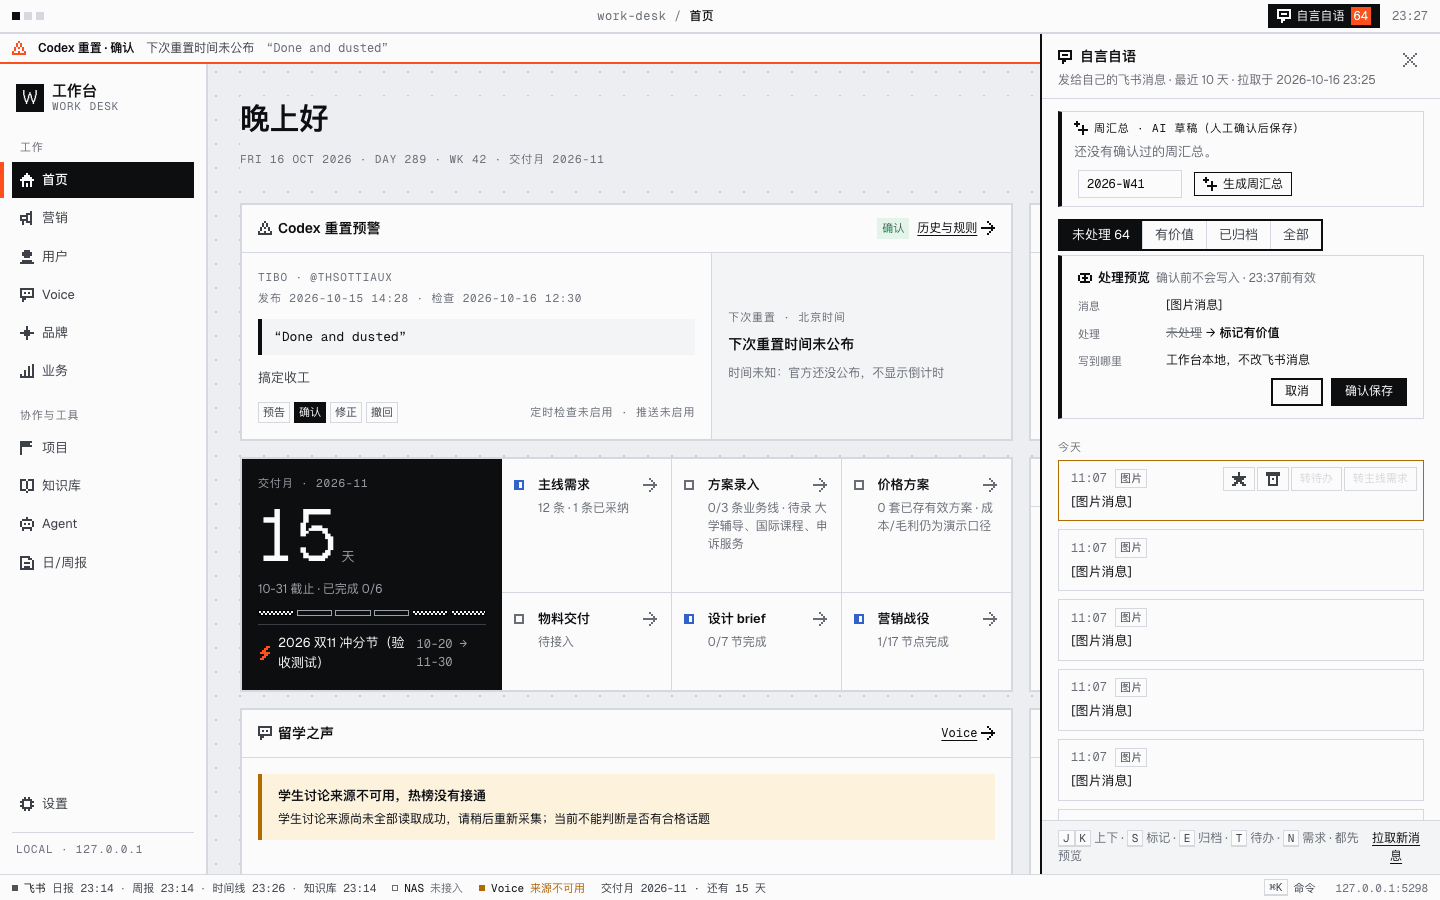 work-desk / 首页
自言自语 64
23:27
Codex 重置 · 确认 下次重置时间未公布 “Done and dusted”
W
工作台
WORK DESK
工作
首页
营销
用户
Voice
品牌
业务
协作与工具
项目
知识库
Agent
日/周报
设置
LOCAL · 127.0.0.1
晚上好
FRI 16 OCT 2026 · DAY 289 · WK 42 · 交付月 2026-11
Codex 重置预警
确认
历史与规则
TIBO · @THSOTTIAUX
发布 2026-10-15 14:28 · 检查 2026-10-16 12:30
“Done and dusted”
搞定收工
预告 确认 修正 撤回
定时检查未启用 · 推送未启用
下次重置 · 北京时间
下次重置时间未公布
时间未知：官方还没公布，不显示倒计时
交付月 · 2026-11
15 天
10-31 截止 · 已完成 0/6
2026 双11 冲分节（验
收测试）
10-20 →
11-30
主线需求
12 条 · 1 条已采纳
方案录入
0/3 条业务线 · 待录 大
学辅导、国际课程、申
诉服务
价格方案
0 套已存有效方案 · 成
本/毛利仍为演示口径
物料交付
待接入
设计 brief
0/7 节完成
营销战役
1/17 节点完成
留学之声
Voice
学生讨论来源不可用，热榜没有接通
学生讨论来源尚未全部读取成功，请稍后重新采集；当前不能判断是否有合格话题
自言自语
发给自己的飞书消息 · 最近 10 天 · 拉取于 2026-10-16 23:25
周汇总 · AI 草稿（人工确认后保存）
还没有确认过的周汇总。
2026-W41
生成周汇总
未处理 64 有价值 已归档 全部
处理预览 确认前不会写入 · 23:37前有效
消息 [图片消息]
处理 未处理 → 标记有价值
写到哪里 工作台本地，不改飞书消息
取消 确认保存
今天
11:07 图片
转待办 转主线需求
[图片消息]
11:07 图片
[图片消息]
11:07 图片
[图片消息]
11:07 图片
[图片消息]
11:07 图片
[图片消息]
J K 上下 · S 标记 · E 归档 · T 待办 · N 需求 · 都先
预览
拉取新消
息
飞书 日报 23:14 · 周报 23:14 · 时间线 23:26 · 知识库 23:14
NAS 未接入
Voice 来源不可用
交付月 2026-11 · 还有 15 天
⌘K 命令
127.0.0.1:5298